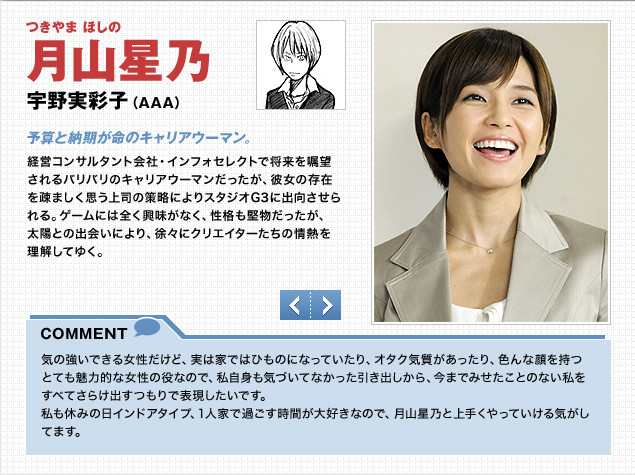 つきやま ほしの
月山星乃
宇野実彩子（AAA）
予算と納期が命のキャリアウーマン。
経営コンサルタント会社・インフォセレクトで将来を嘱望
されるバリバリのキャリアウーマンだったが、彼女の存在
を疎ましく思う上司の策略によりスタジオG3に出向させら
れる。ゲームには全く興味がなく、性格も堅物だったが、
太陽との出会いにより、徐々にクリエイターたちの情熱を
理解してゆく。
COMMENT
気の強いできる女性だけど、実は家ではひものになっていたり、オタク気質があったり、色んな顔を持つ
とても魅力的な女性の役なので、私自身も気づいてなかった引き出しから、今までみせたことのない私を
すべてさらけ出すつもりで表現したいです。
私も休みの日インドアタイプ、1人家で過ごす時間が大好きなので、月山星乃と上手くやっていける気がし
てます。